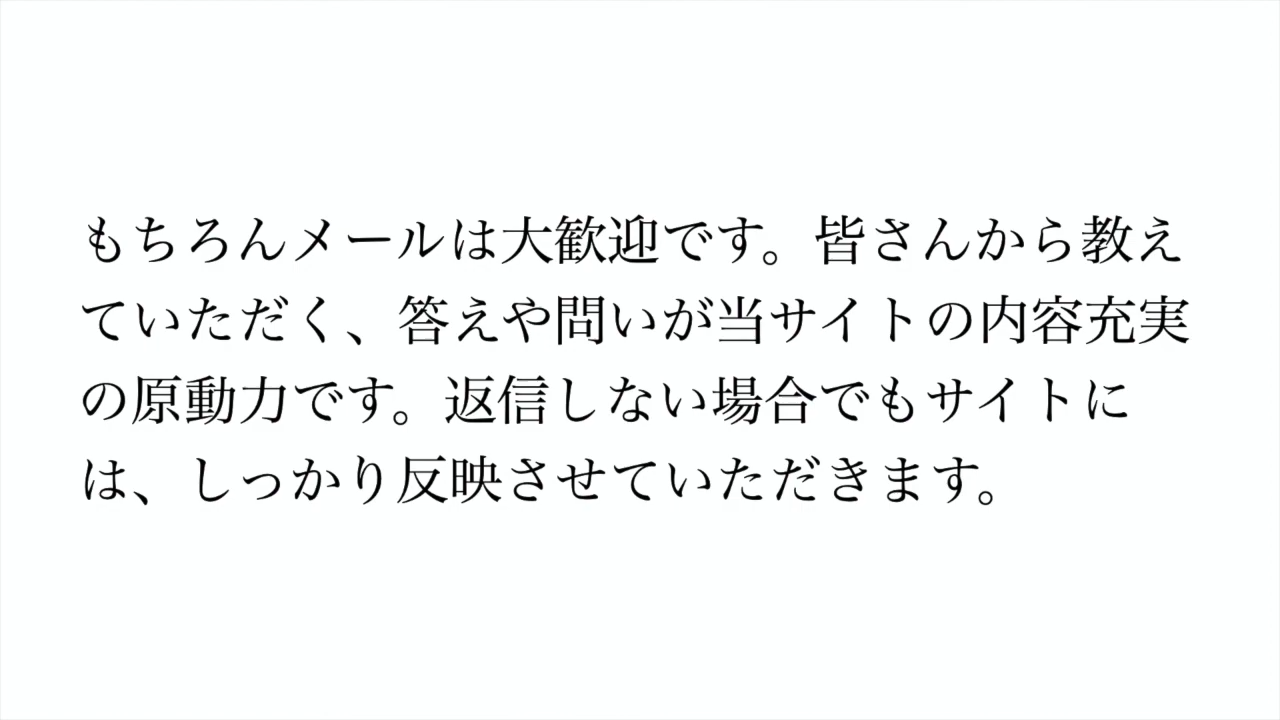 もちろんメールは大歓迎です。皆さんから教え
ていただく、答えや問いが当サイトの内容充実
の原動力です。返信しない場合でもサイトに
は、しっかり反映させていただきます。